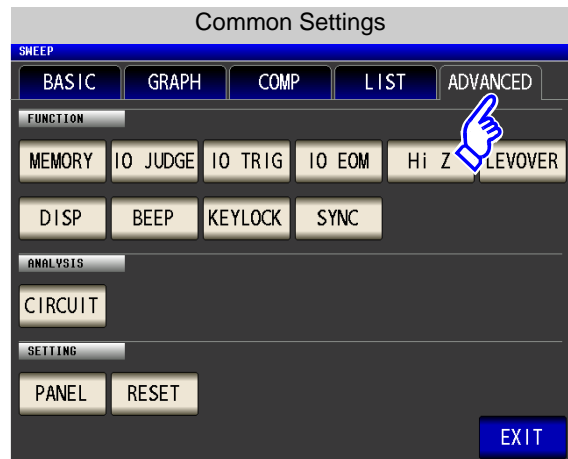 Common Settings
SWEEP
BASIC GRAPH COMP LIST ADVANCED
FUNCTION
MEMORY IO JUDGE IO TRIG IO EOM Hi Z LEVOVER
DISP BEEP KEYLOCK SYNC
ANALYSIS
CIRCUIT
SETTING
PANEL RESET
EXIT